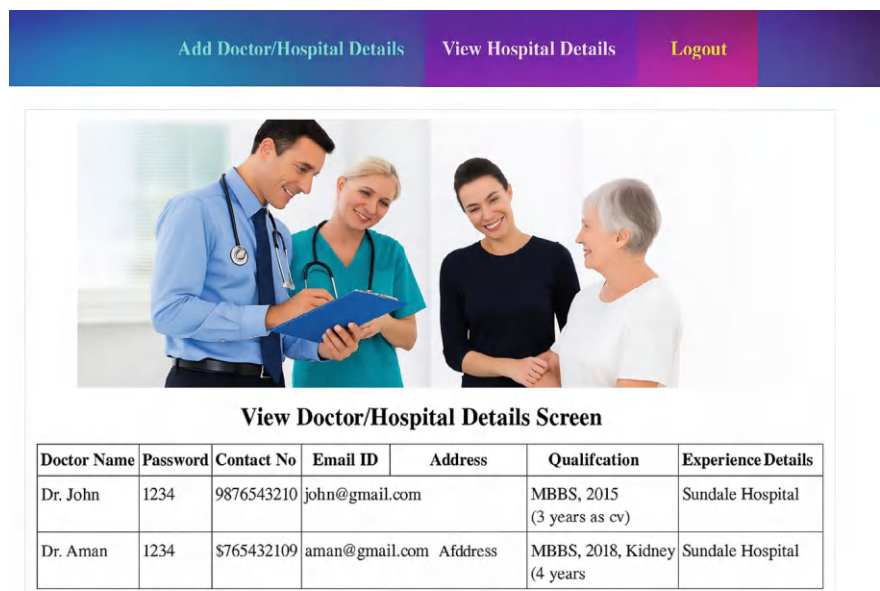 Add Doctor/Hospital Details View Hospital Details Logout
View Doctor/Hospital Details Screen
Doctor Name Password Contact No Email ID Address Qualifcation Experience Details
Dr. John 1234 9876543210 john@gmail.com MBBS, 2015 Sundale Hospital
(3 years as cv)
Dr. Aman 1234 $765432109 aman@gmail.com Afddress MBBS, 2018, Kidney Sundale Hospital
(4 years